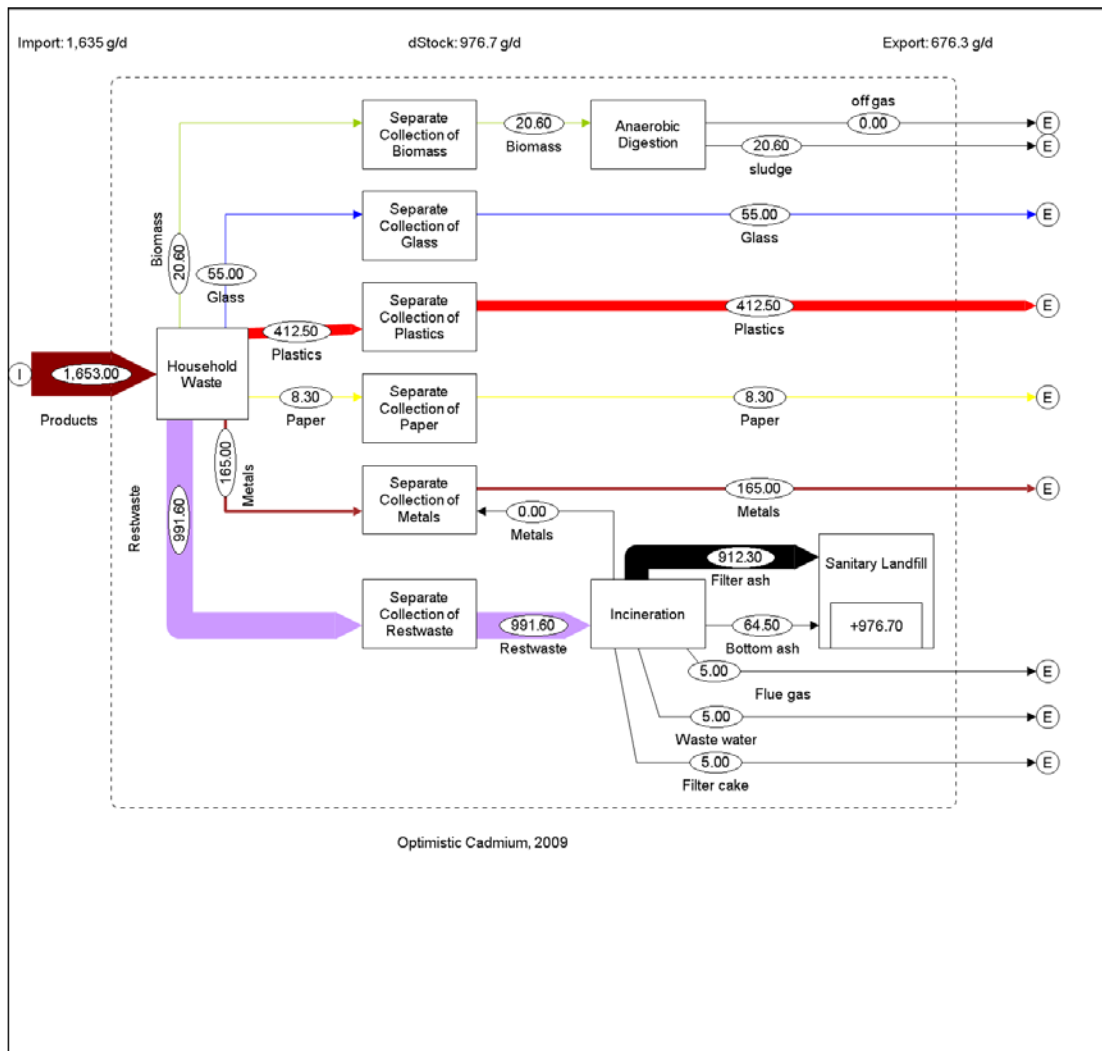 Import: 1,635 g/d
dStock: 976.7 g/d
Export: 676.3 g/d
off gas
0.00
E
Separate
Collection of
Biomass
20.60
Biomass
Anaerobic
Digestion
20.60
sludge
E
Biomass
20.60
55.00
Glass
Separate
Collection of
Glass
55.00
Glass
E
412.50
Plastics
Separate
Collection of
Plastics
412.50
Plastics
E
I
1,653.00
Products
Household
Waste
8.30
Paper
Separate
Collection of
Paper
8.30
Paper
E
165.00
Metals
Separate
Collection of
Metals
165.00
Metals
E
0.00
Metals
Restwaste
991.60
Separate
Collection of
Restwaste
991.60
Restwaste
Incineration
912.30
Filter ash
64.50
Bottom ash
Sanitary Landfill
+976.70
5.00
Flue gas
E
5.00
Waste water
E
5.00
Filter cake
E
Optimistic Cadmium, 2009